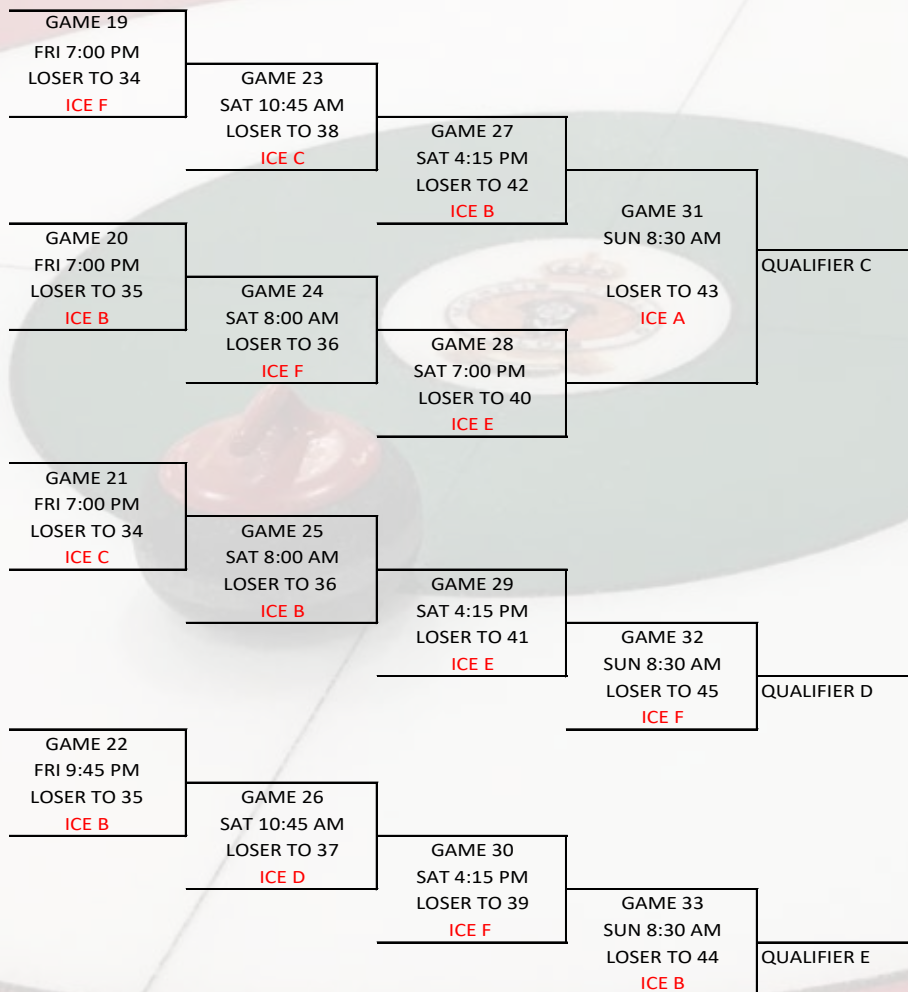 GAME 19
FRI 7:00 PM
LOSER TO 34
ICE F
GAME 23
SAT 10:45 AM
LOSER TO 38
ICE C
GAME 27
SAT 4:15 PM
LOSER TO 42
ICE B
GAME 31
SUN 8:30 AM
LOSER TO 43
ICE A
QUALIFIER C
GAME 20
FRI 7:00 PM
LOSER TO 35
ICE B
GAME 24
SAT 8:00 AM
LOSER TO 36
ICE F
GAME 28
SAT 7:00 PM
LOSER TO 40
ICE E
GAME 21
FRI 7:00 PM
LOSER TO 34
ICE C
GAME 25
SAT 8:00 AM
LOSER TO 36
ICE B
GAME 29
SAT 4:15 PM
LOSER TO 41
ICE E
GAME 32
SUN 8:30 AM
LOSER TO 45
ICE F
QUALIFIER D
GAME 22
FRI 9:45 PM
LOSER TO 35
ICE B
GAME 26
SAT 10:45 AM
LOSER TO 37
ICE D
GAME 30
SAT 4:15 PM
LOSER TO 39
ICE F
GAME 33
SUN 8:30 AM
LOSER TO 44
ICE B
QUALIFIER E